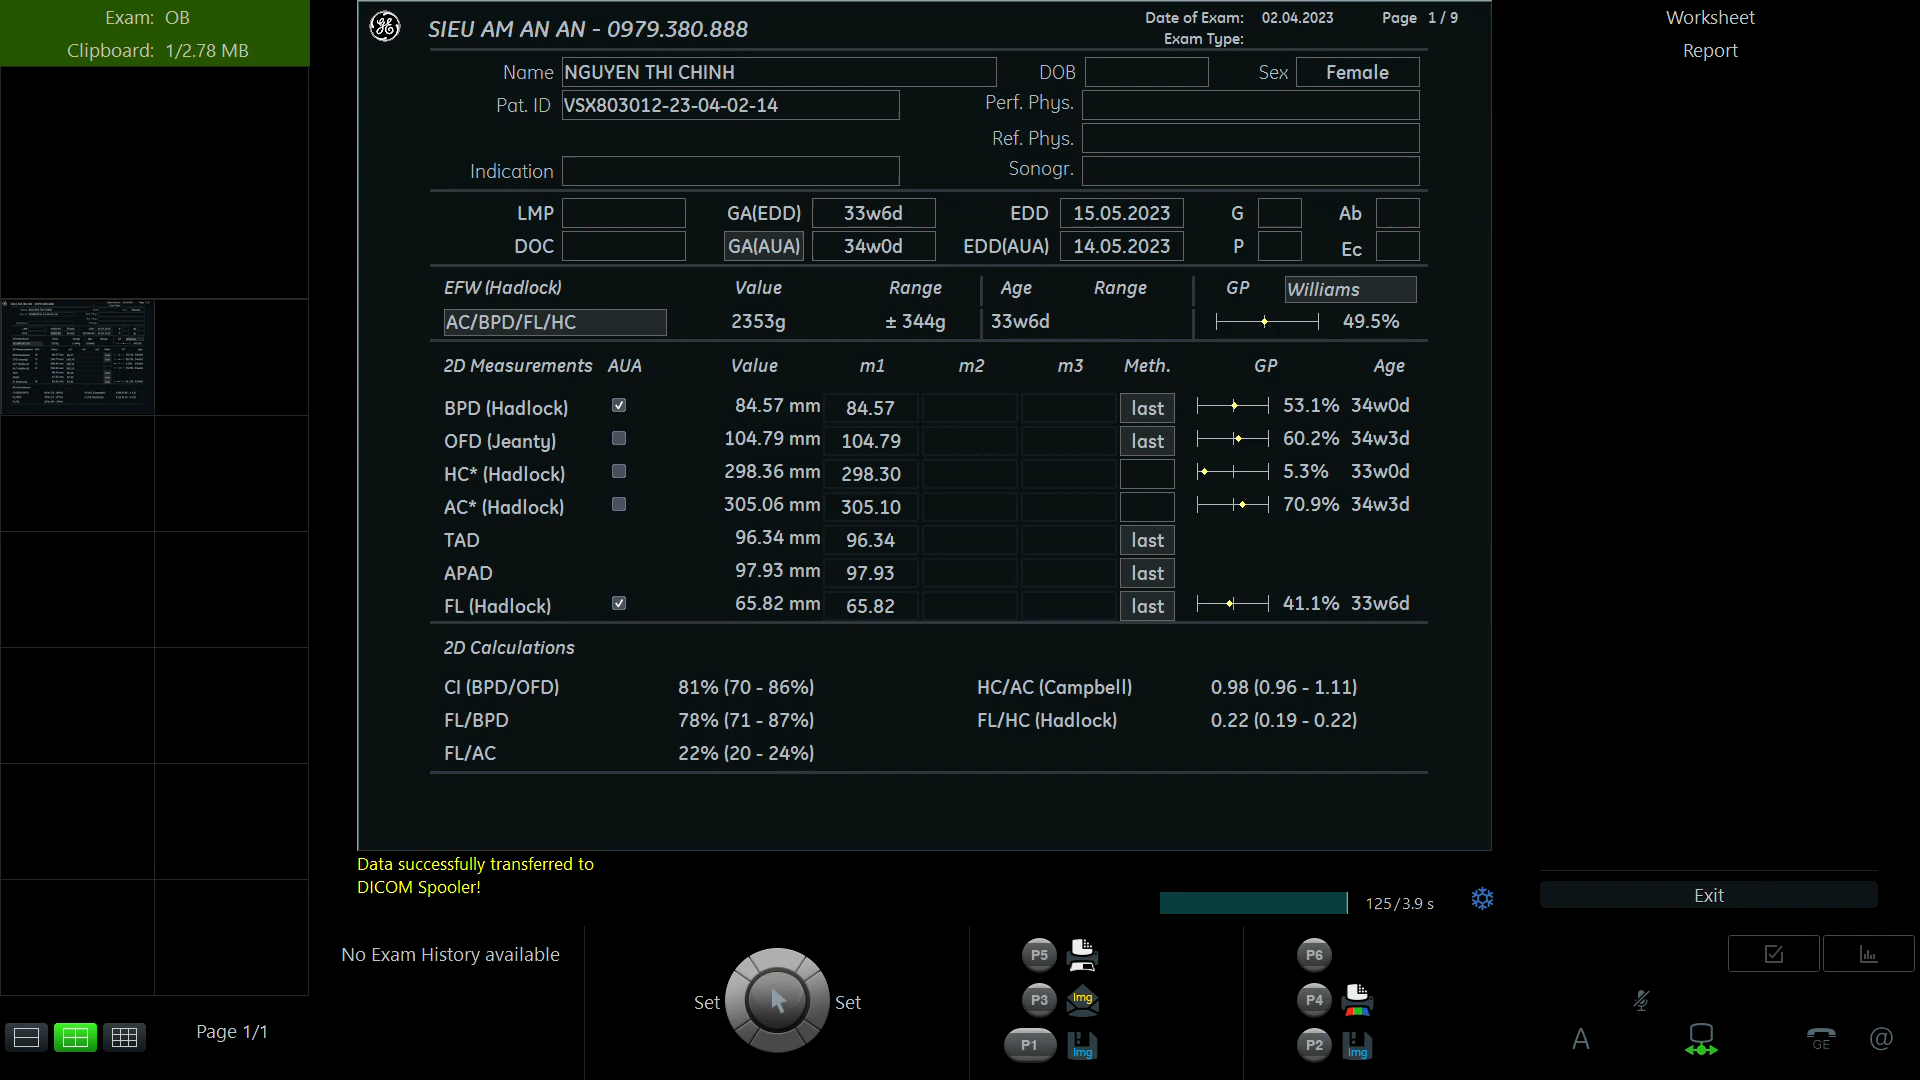 Exam: OB
Clipboard: 1/2.78 MB
SIEU AM AN AN - 0979.380.888
Date of Exam: 02.04.2023 Page 1 / 9
Exam Type:
Worksheet
Report
Name NGUYEN THI CHINH DOB Sex Female
Pat. ID VSX803012-23-04-02-14 Perf. Phys.
Ref. Phys.
Indication Sonogr.
LMP GA(EDD) 33w6d EDD 15.05.2023 G Ab
DOC GA(AUA) 34w0d EDD(AUA) 14.05.2023 P Ec
EFW (Hadlock) Value Range Age Range GP Williams
AC/BPD/FL/HC 2353g ± 344g 33w6d 49.5%
2D Measurements AUA Value m1 m2 m3 Meth. GP Age
BPD (Hadlock) 84.57 mm 84.57 last 53.1% 34w0d
OFD (Jeanty) 104.79 mm 104.79 last 60.2% 34w3d
HC* (Hadlock) 298.36 mm 298.30 5.3% 33w0d
AC* (Hadlock) 305.06 mm 305.10 70.9% 34w3d
TAD 96.34 mm 96.34 last
APAD 97.93 mm 97.93 last
FL (Hadlock) 65.82 mm 65.82 last 41.1% 33w6d
2D Calculations
CI (BPD/OFD) 81% (70 - 86%) HC/AC (Campbell) 0.98 (0.96 - 1.11)
FL/BPD 78% (71 - 87%) FL/HC (Hadlock) 0.22 (0.19 - 0.22)
FL/AC 22% (20 - 24%)
Data successfully transferred to
DICOM Spooler!
125/3.9 s
Exit
No Exam History available
Set Set
P5 P6
P3 Img P4
P1 Img P2 Img
Page 1/1
A GE @